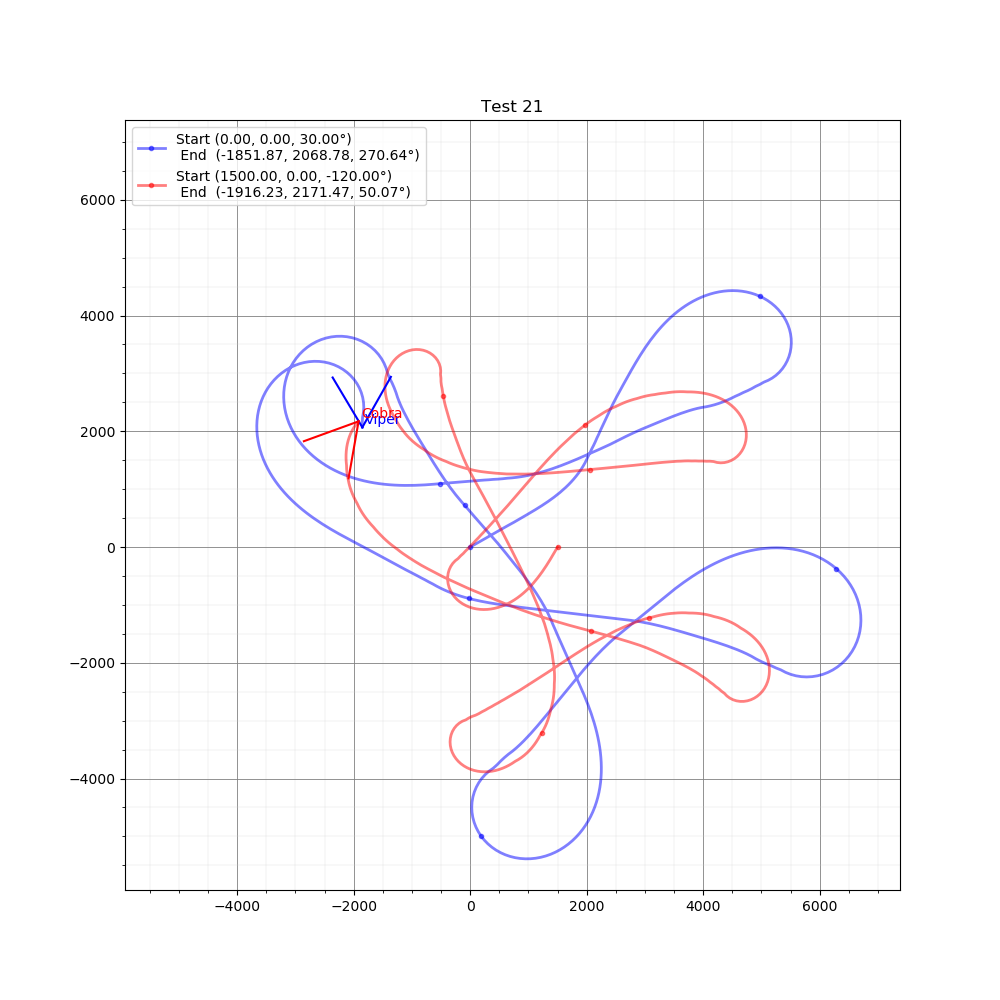 Test 21
Start (0.00, 0.00, 30.00°)
End  (-1851.87, 2068.78, 270.64°)
Start (1500.00, 0.00, -120.00°)
End  (-1916.23, 2171.47, 50.07°)
6000
4000
2000
0
−2000
−4000
Cobra
Viper
−4000 −2000 0 2000 4000 6000